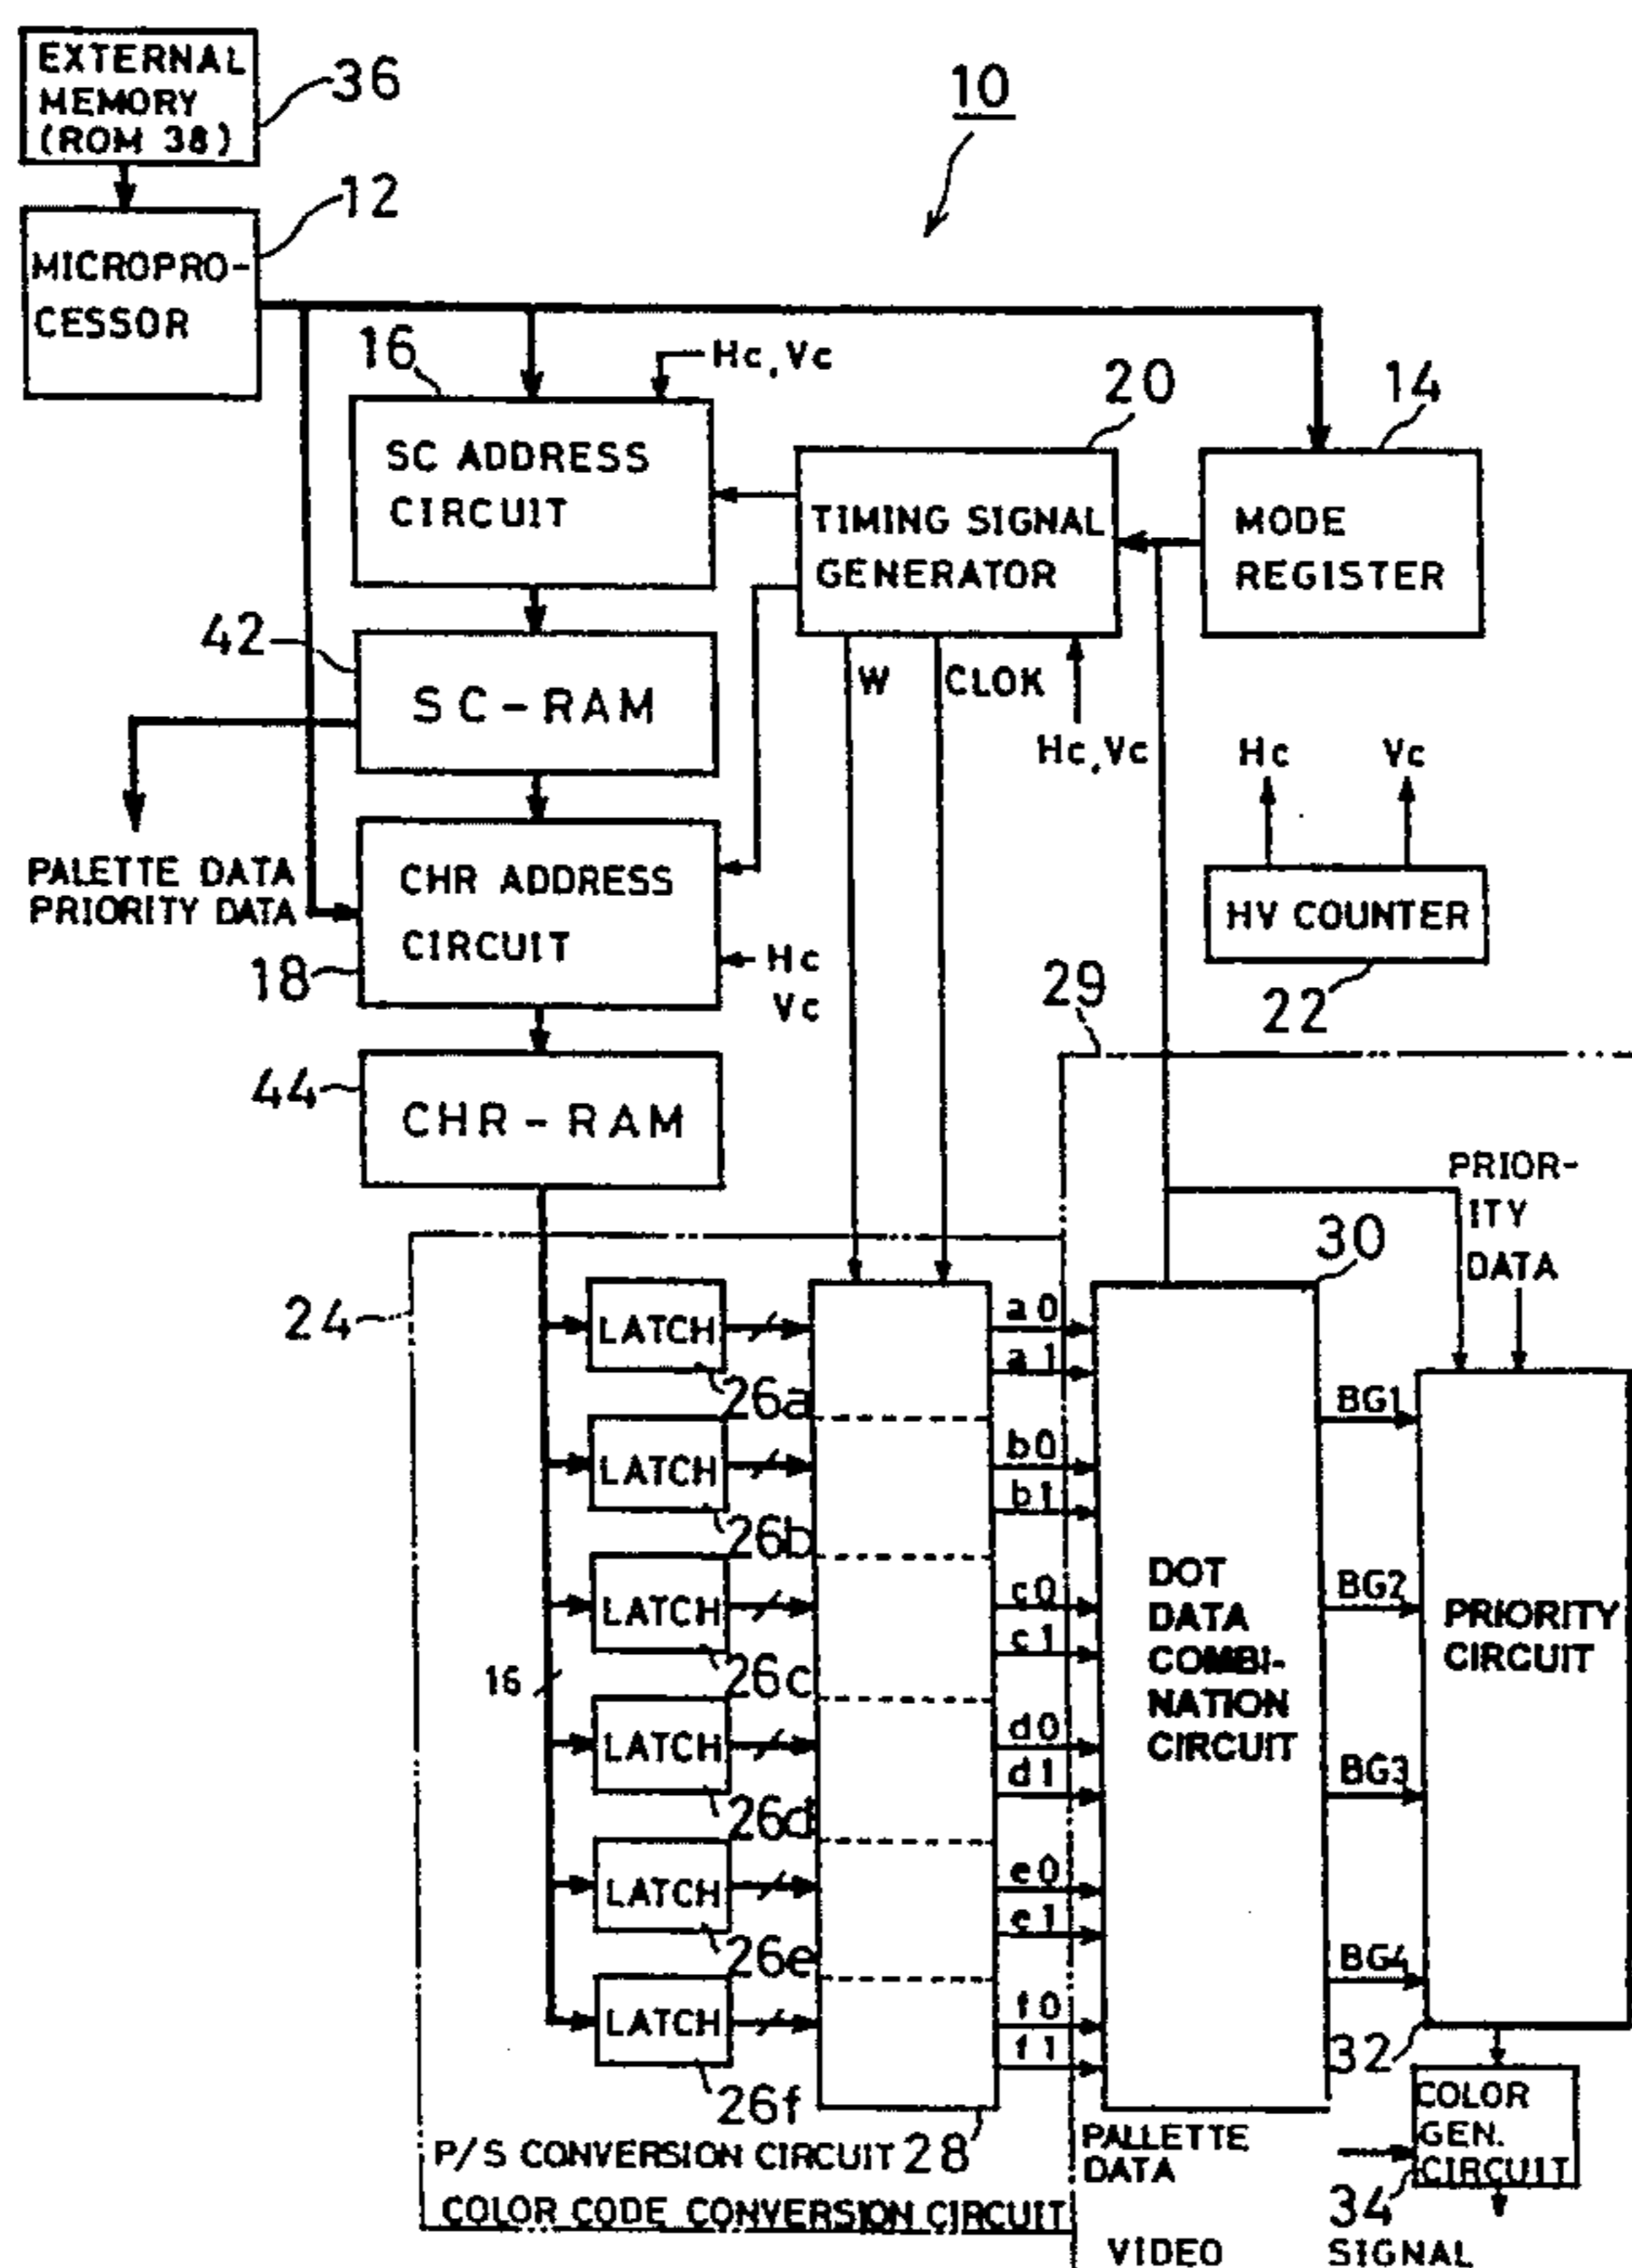 EXTERNAL
MEMORY
(ROM 38)
36
10
12
MICROPRO-
CESSOR
16
Hc,Vc
20
14
SC ADDRESS
CIRCUIT
TIMING SIGNAL
GENERATOR
MODE
REGISTER
42
SC-RAM
W
CLOK
Hc,Vc
Hc
Vc
PALETTE DATA
PRIORITY DATA
CHR ADDRESS
CIRCUIT
HV COUNTER
18
Hc
Vc
29
22
44
CHR-RAM
PRIOR-
ITY
DATA
30
24
LATCH
26a
a0
a1
BG1
LATCH
26b
b0
b1
LATCH
26c
c0
c1
DOT
DATA
COMBI-
NATION
CIRCUIT
BG2
PRIORITY
CIRCUIT
16
LATCH
26d
d0
d1
BG3
LATCH
26e
e0
e1
BG4
LATCH
26f
f0
f1
32
P/S CONVERSION CIRCUIT 28
COLOR CODE CONVERSION CIRCUIT
PALLETTE
DATA
COLOR
GEN.
CIRCUIT
34
VIDEO SIGNAL